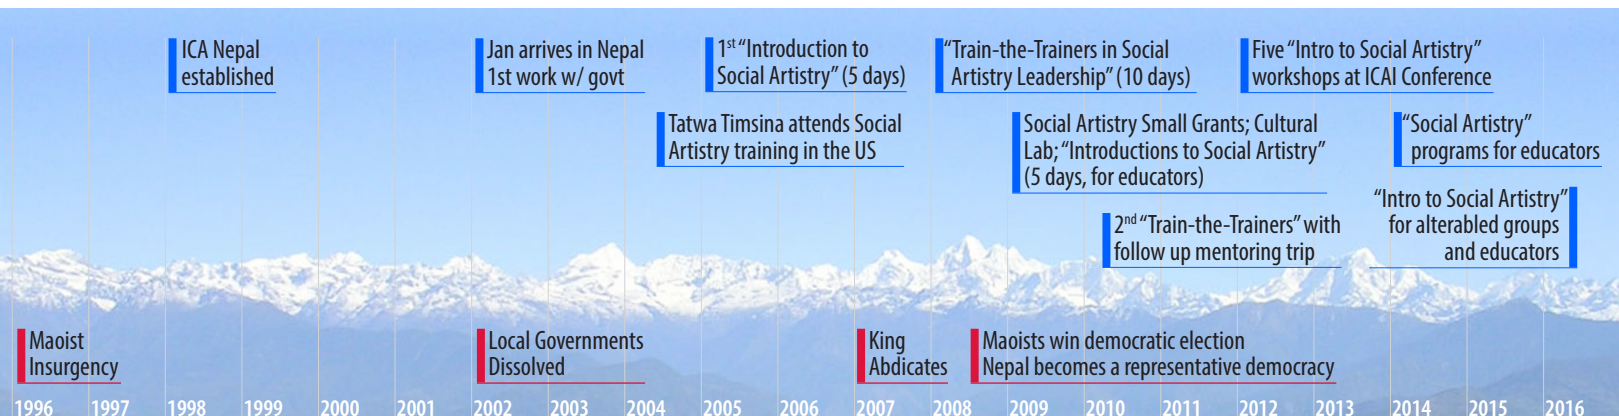 ICA Nepal
established
Jan arrives in Nepal
1st work w/ govt
1st “Introduction to
Social Artistry” (5 days)
“Train-the-Trainers in Social
Artistry Leadership” (10 days)
Five “Intro to Social Artistry”
workshops at ICAI Conference
Tatwa Timsina attends Social
Artistry training in the US
Social Artistry Small Grants; Cultural
Lab; “Introductions to Social Artistry”
(5 days, for educators)
“Social Artistry”
programs for educators
2nd “Train-the-Trainers” with
follow up mentoring trip
“Intro to Social Artistry”
for alterabled groups
and educators
Maoist
Insurgency
Local Governments
Dissolved
King
Abdicates
Maoists win democratic election
Nepal becomes a representative democracy
1996 1997 1998 1999 2000 2001 2002 2003 2004 2005 2006 2007 2008 2009 2010 2011 2012 2013 2014 2015 2016